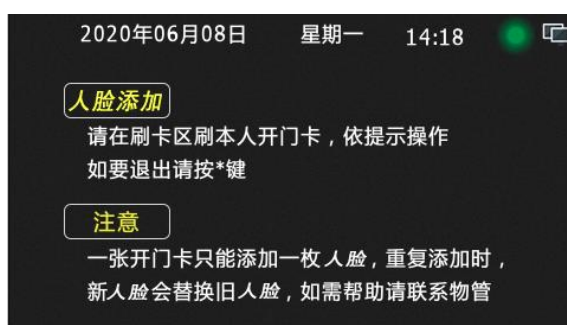 2020年06月08日 星期一 14:18
人脸添加
请在刷卡区刷本人开门卡，依提示操作
如要退出请按*键
注意
一张开门卡只能添加一枚人脸，重复添加时，
新人脸会替换旧人脸，如需帮助请联系物管